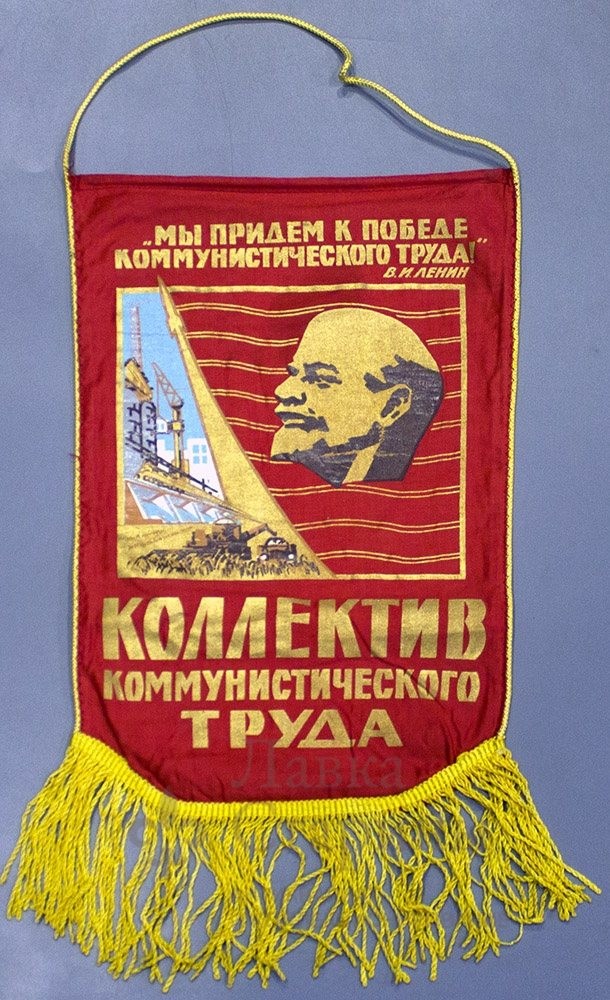 „МЫ ПРИДЕМ К ПОБЕДЕ
КОММУНИСТИЧЕСКОГО ТРУДА!"
В.И.ЛЕНИН
КОЛЛЕКТИВ
КОММУНИСТИЧЕСКОГО
ТРУДА
Лавка